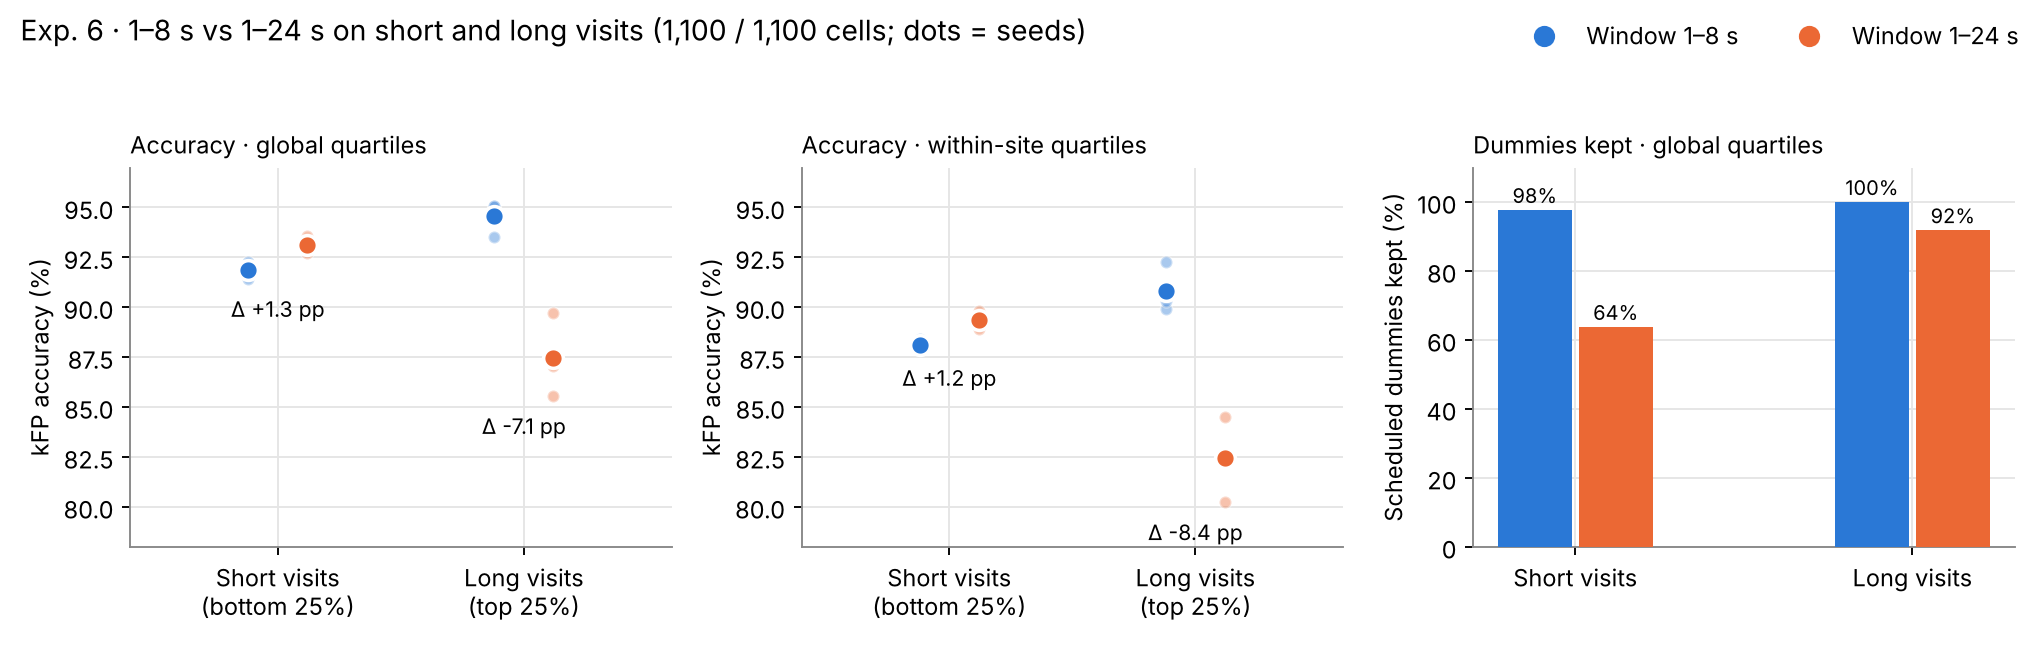 Exp. 6 · 1–8 s vs 1–24 s on short and long visits (1,100 / 1,100 cells; dots = seeds)
Window 1–8 s
Window 1–24 s
Accuracy · global quartiles
kFP accuracy (%)
95.0
92.5
90.0
87.5
85.0
82.5
80.0
Δ +1.3 pp
Δ -7.1 pp
Short visits
(bottom 25%)
Long visits
(top 25%)
Accuracy · within-site quartiles
kFP accuracy (%)
95.0
92.5
90.0
87.5
85.0
82.5
80.0
Δ +1.2 pp
Δ -8.4 pp
Short visits
(bottom 25%)
Long visits
(top 25%)
Dummies kept · global quartiles
Scheduled dummies kept (%)
100
80
60
40
20
0
98%
64%
100%
92%
Short visits
Long visits